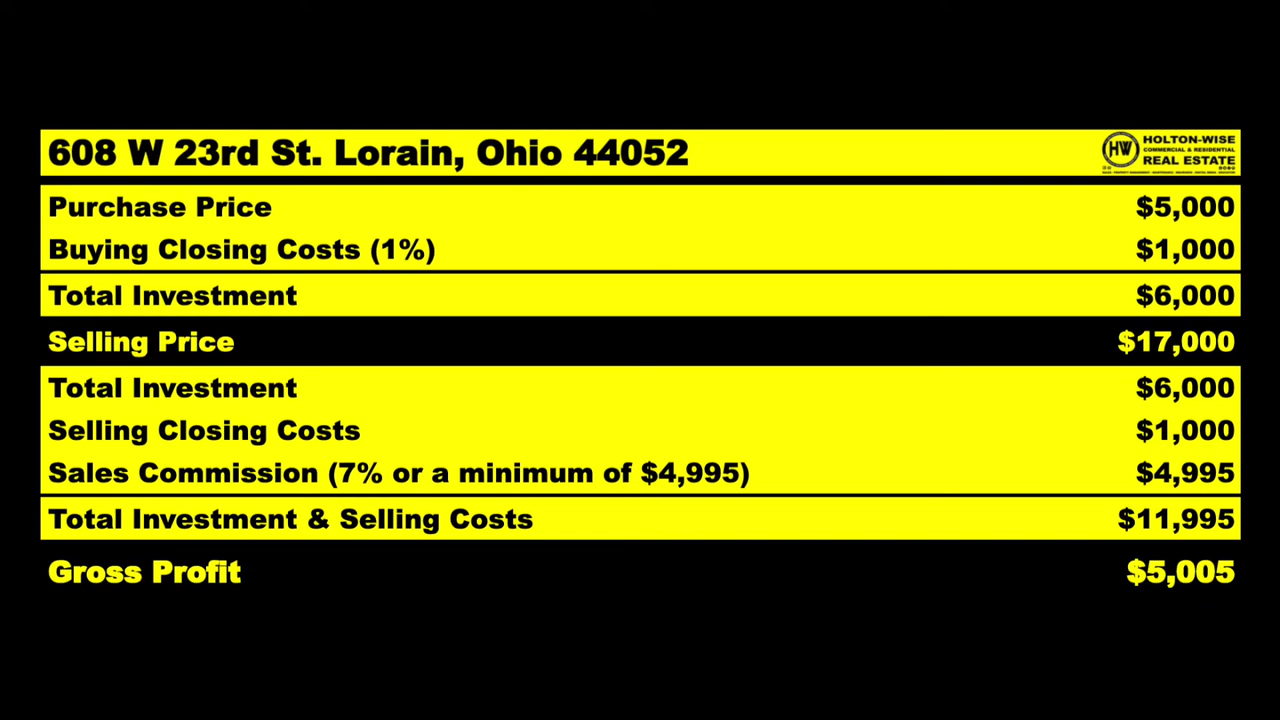 608 W 23rd St. Lorain, Ohio 44052
HW
HOLTON-WISE
COMMERCIAL & RESIDENTIAL
REAL ESTATE
Purchase Price $5,000
Buying Closing Costs (1%) $1,000
Total Investment $6,000
Selling Price $17,000
Total Investment $6,000
Selling Closing Costs $1,000
Sales Commission (7% or a minimum of $4,995) $4,995
Total Investment & Selling Costs $11,995
Gross Profit $5,005